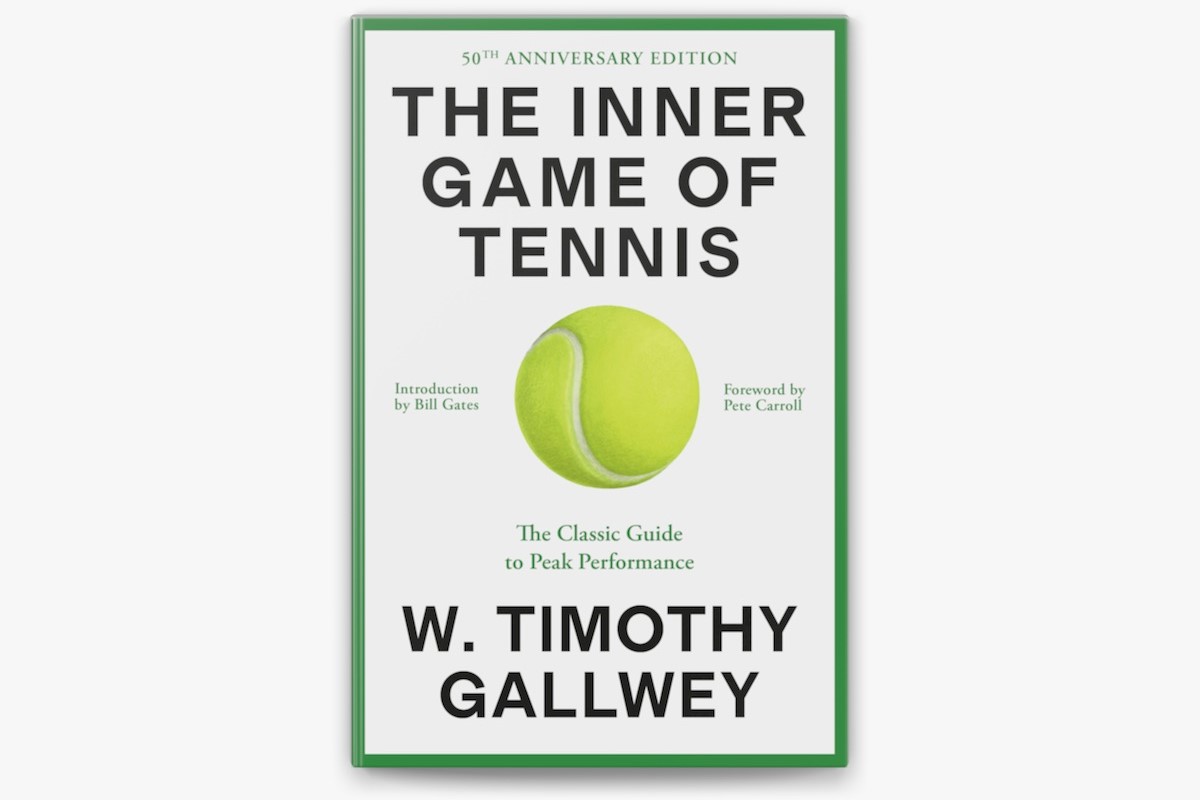 50TH ANNIVERSARY EDITION
THE INNER
GAME OF
TENNIS
Introduction
by Bill Gates
Foreword by
Pete Carroll
The Classic Guide
to Peak Performance
W. TIMOTHY
GALLWEY